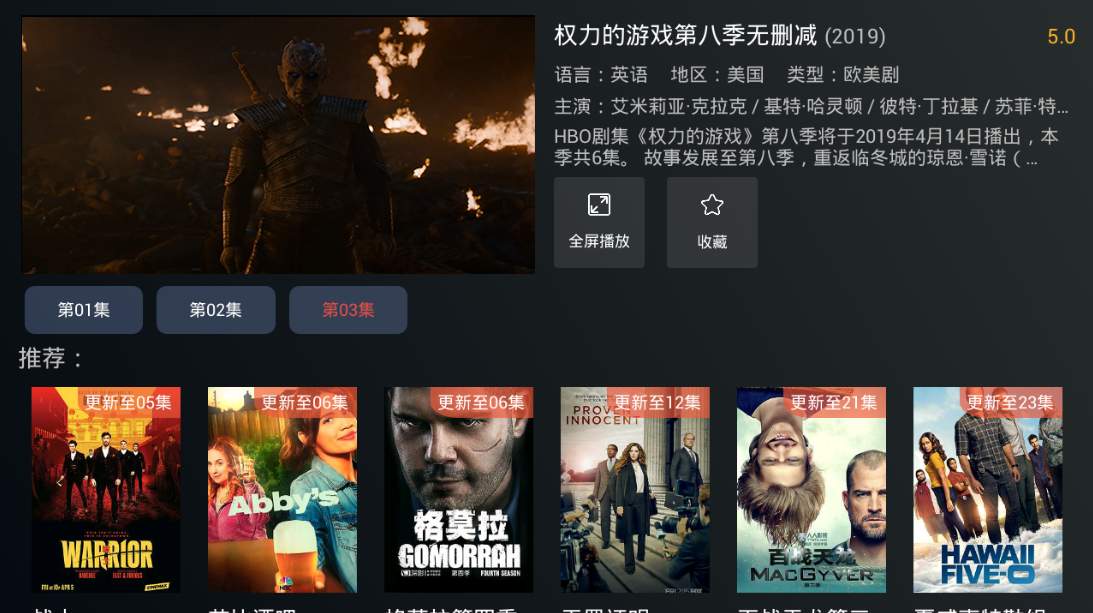 权力的游戏第八季无删减 (2019) 5.0
语言：英语 地区：美国 类型：欧美剧
主演：艾米莉亚·克拉克 / 基特·哈灵顿 / 彼特·丁拉基 / 苏菲·特...
HBO剧集《权力的游戏》第八季将于2019年4月14日播出，本
季共6集。 故事发展至第八季，重返临冬城的琼恩·雪诺（ ...
全屏播放 收藏
第01集 第02集 第03集
推荐：
更新至05集 更新至06集 更新至06集 更新至12集 更新至21集 更新至23集
PROVEN
INNOCENT
Abby's
格莫拉
GOMORRAH
第四季 FOURTH SEASON
WARRIOR
CINEMAX
NBC
百战天龙
MACGYVER
HAWAII
FIVE-O